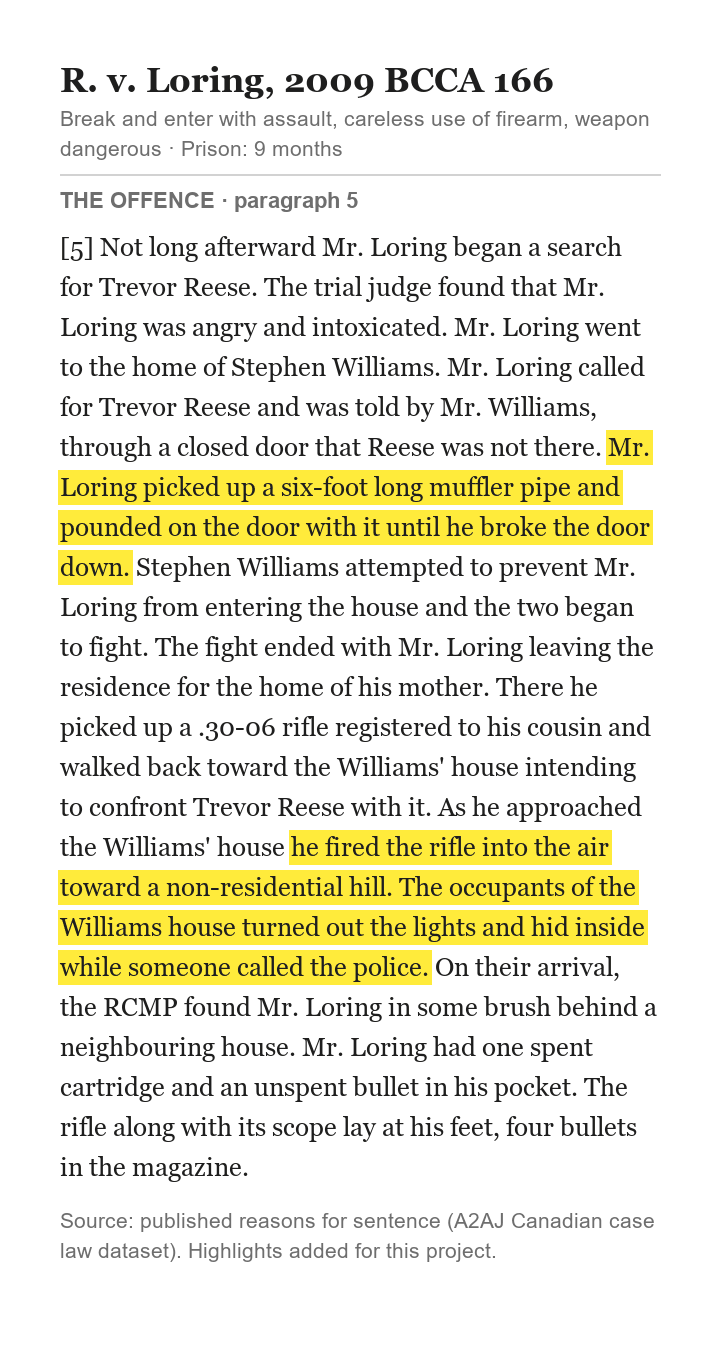 R. v. Loring, 2009 BCCA 166
Break and enter with assault, careless use of firearm, weapon
dangerous · Prison: 9 months
THE OFFENCE · paragraph 5
[5] Not long afterward Mr. Loring began a search
for Trevor Reese. The trial judge found that Mr.
Loring was angry and intoxicated. Mr. Loring went
to the home of Stephen Williams. Mr. Loring called
for Trevor Reese and was told by Mr. Williams,
through a closed door that Reese was not there. Mr.
Loring picked up a six-foot long muffler pipe and
pounded on the door with it until he broke the door
down. Stephen Williams attempted to prevent Mr.
Loring from entering the house and the two began
to fight. The fight ended with Mr. Loring leaving the
residence for the home of his mother. There he
picked up a .30-06 rifle registered to his cousin and
walked back toward the Williams' house intending
to confront Trevor Reese with it. As he approached
the Williams' house he fired the rifle into the air
toward a non-residential hill. The occupants of the
Williams house turned out the lights and hid inside
while someone called the police. On their arrival,
the RCMP found Mr. Loring in some brush behind a
neighbouring house. Mr. Loring had one spent
cartridge and an unspent bullet in his pocket. The
rifle along with its scope lay at his feet, four bullets
in the magazine.
Source: published reasons for sentence (A2AJ Canadian case
law dataset). Highlights added for this project.